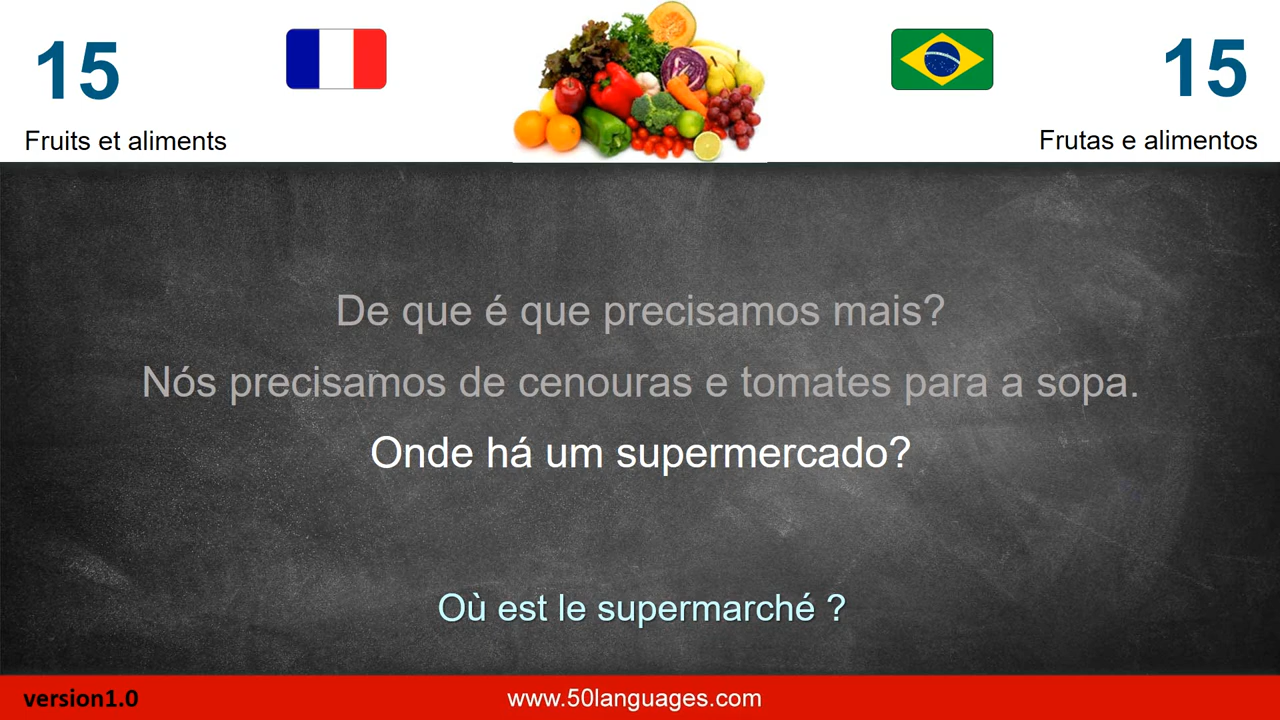 15
15
Fruits et aliments
Frutas e alimentos
De que é que precisamos mais?
Nós precisamos de cenouras e tomates para a sopa.
Onde há um supermercado?
Où est le supermarché ?
version1.0
www.50languages.com